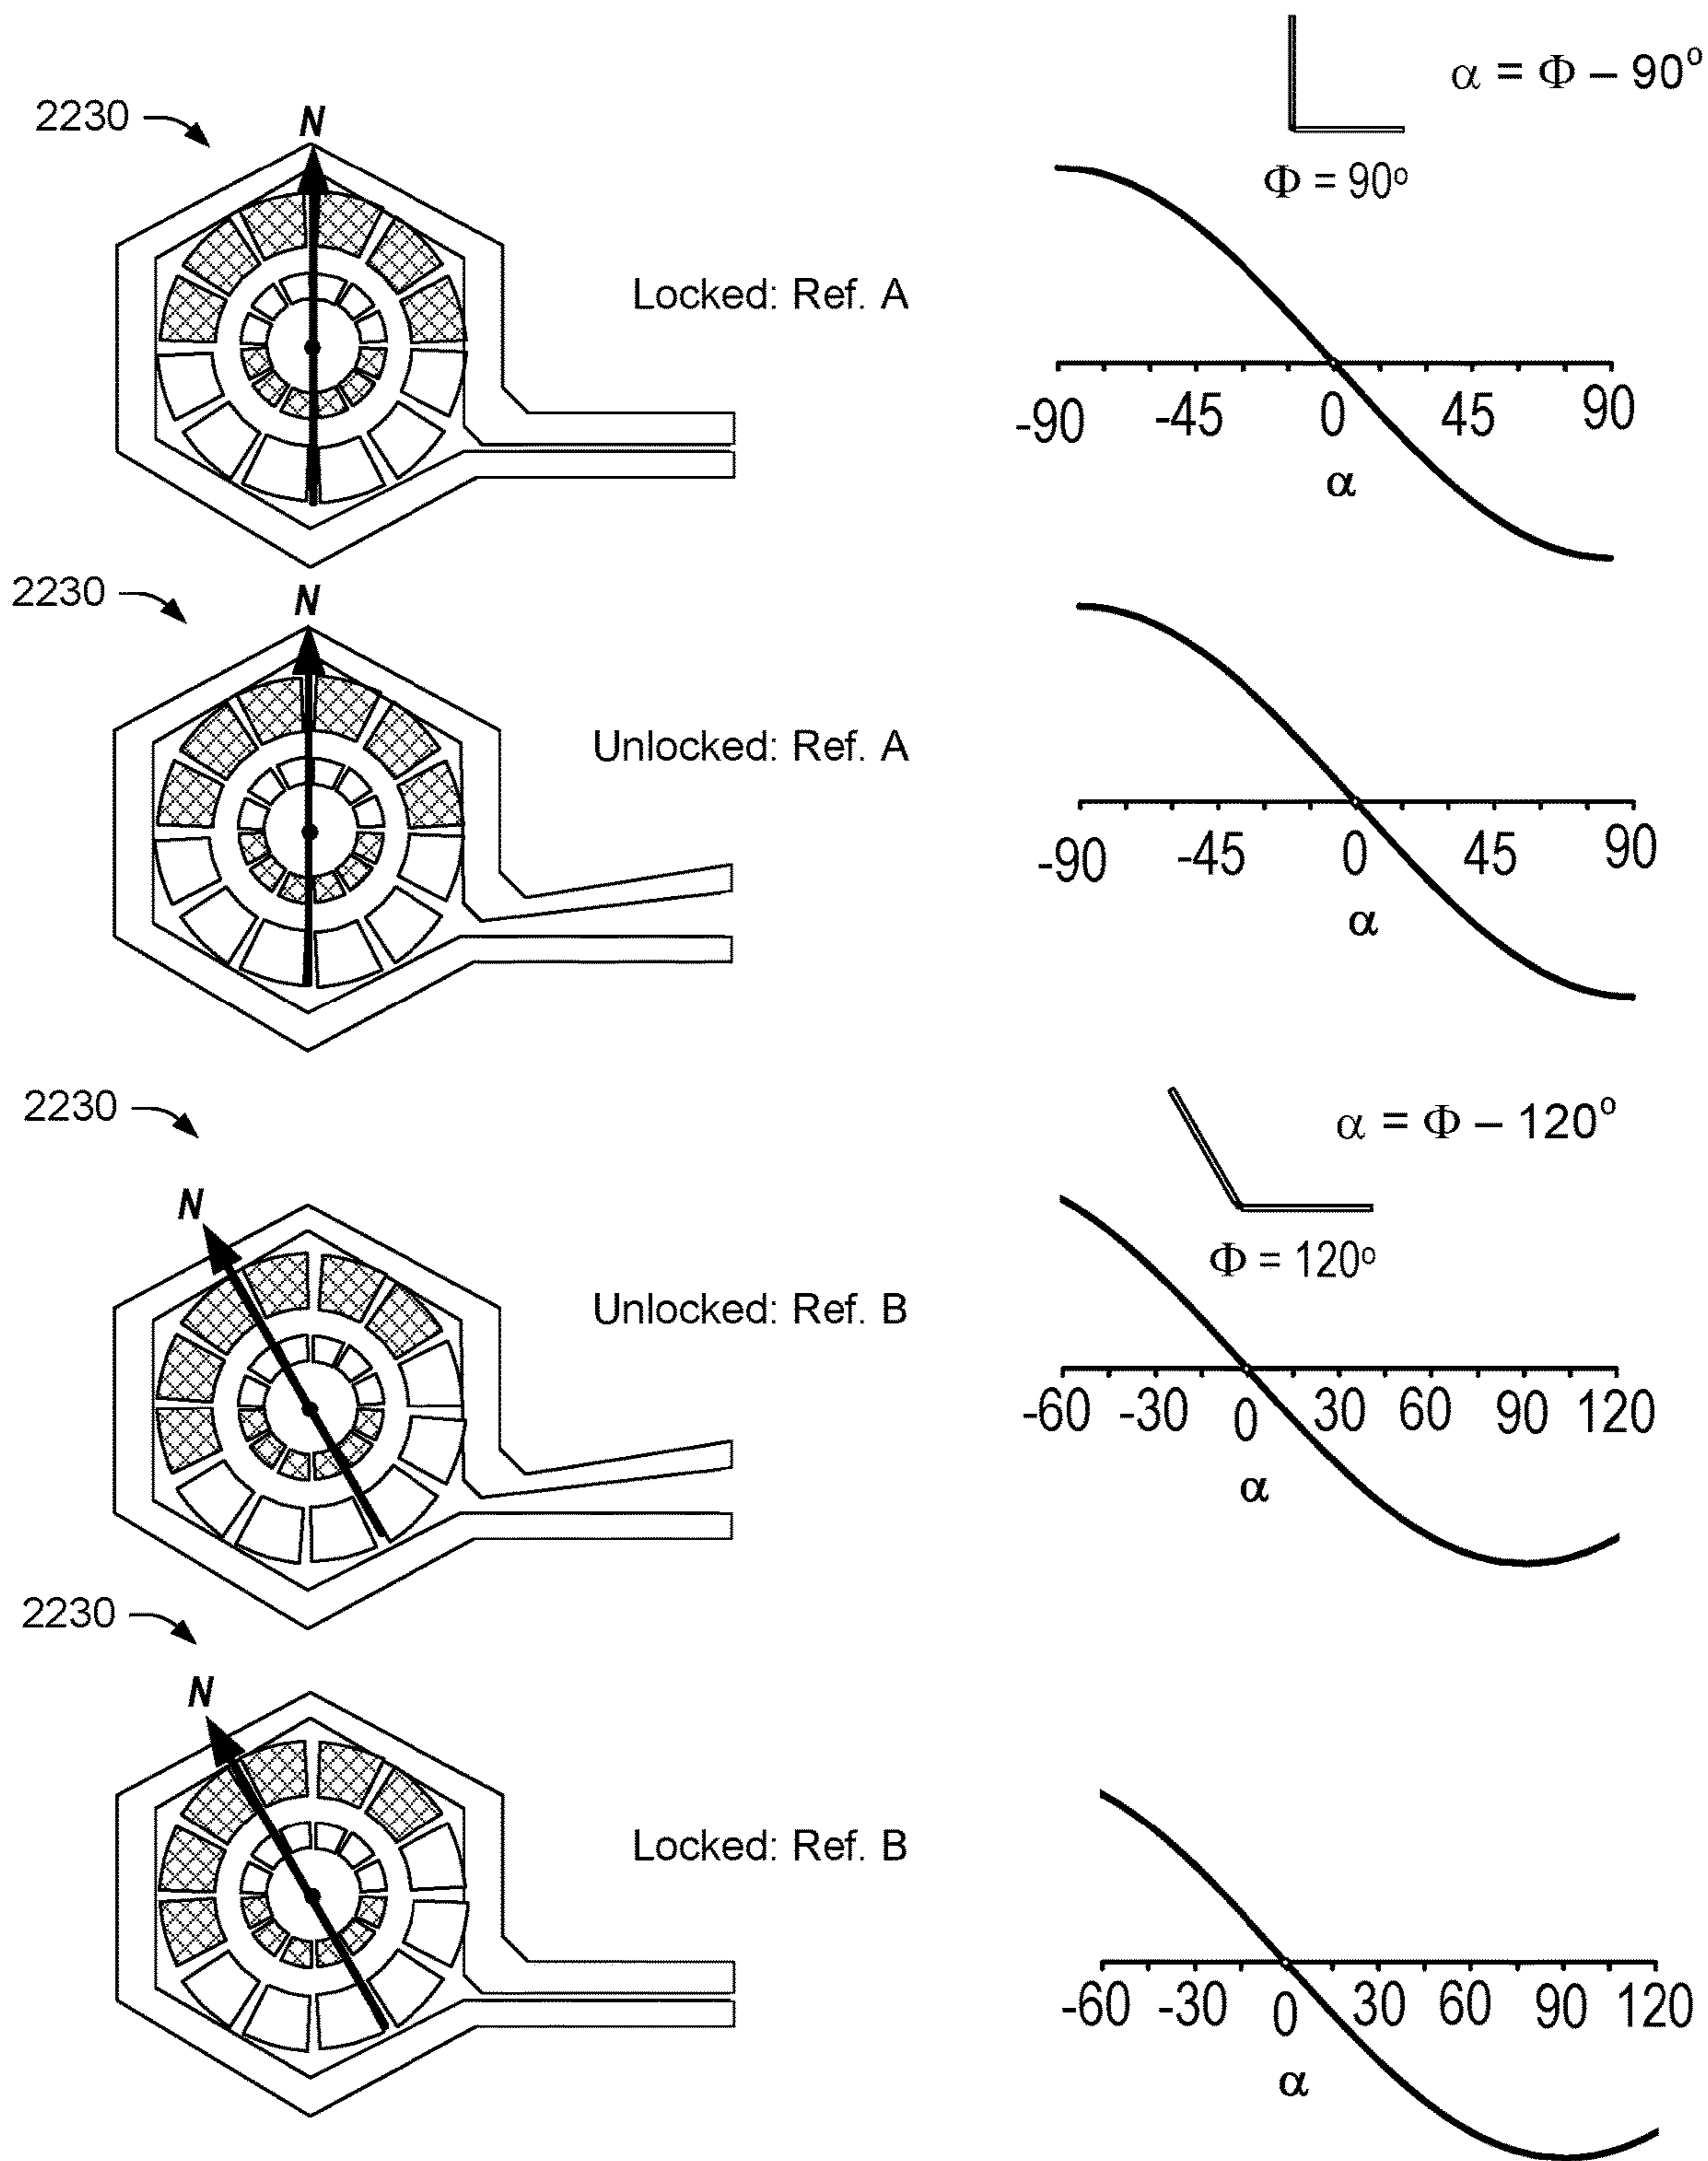 α = Φ – 90°
2230
N
Φ = 90°
Locked: Ref. A
-90 -45 0 45 90
α
2230
N
Unlocked: Ref. A
-90 -45 0 45 90
α
2230
α = Φ – 120°
N
Φ = 120°
Unlocked: Ref. B
-60 -30 0 30 60 90 120
α
2230
N
Locked: Ref. B
-60 -30 0 30 60 90 120
α